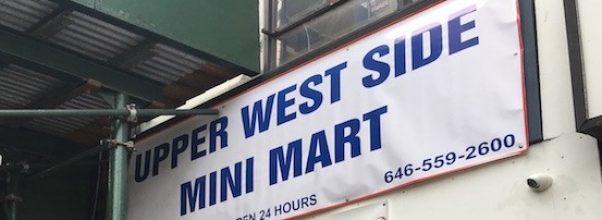 UPPER WEST SIDE
MINI MART
24 HOURS
646-559-2600